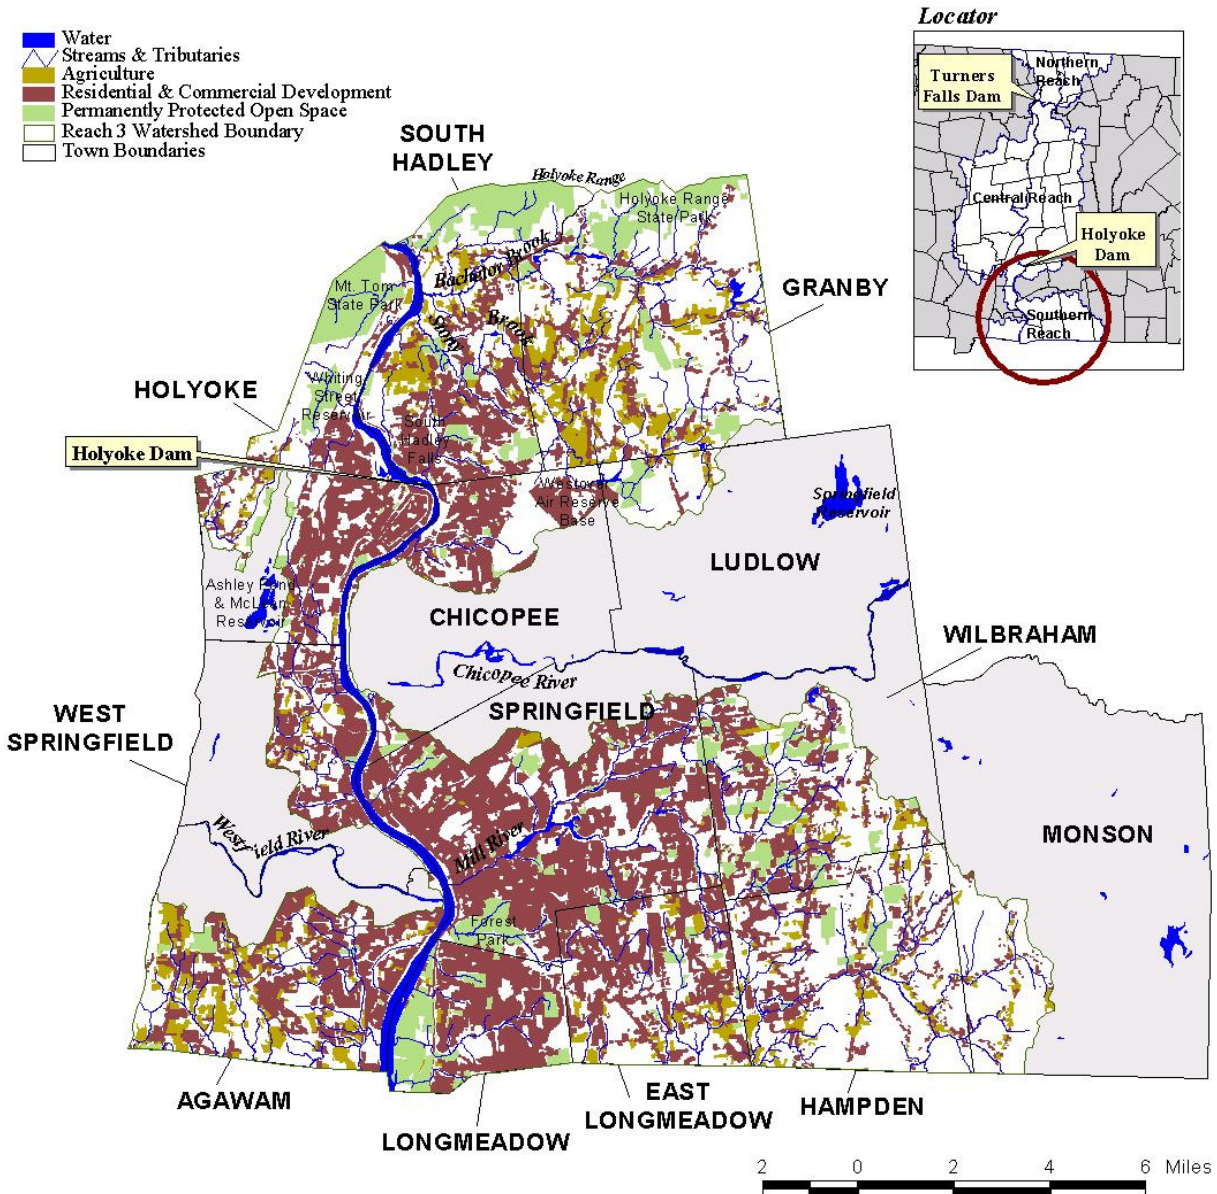 Water
Streams & Tributaries
Agriculture
Residential & Commercial Development
Permanently Protected Open Space
Reach 3 Watershed Boundary
Town Boundaries
Locator
Northern
Reach
Turners
Falls Dam
Central Reach
Holyoke
Dam
Southern
Reach
SOUTH
HADLEY
Holyoke Range
Holyoke Range
State Park
Bachelor Brook
Mt. Tom
State Park
Stony Brook
GRANBY
HOLYOKE
Whiting
Street
Reservoir
South
Hadley
Falls
Holyoke Dam
Westover
Air Reserve
Base
Springfield
Reservoir
LUDLOW
Ashley Pond
& McLean
Reservoir
CHICOPEE
WILBRAHAM
Chicopee River
SPRINGFIELD
WEST
SPRINGFIELD
Westfield River
Mill River
MONSON
Forest
Park
AGAWAM
LONGMEADOW
EAST
LONGMEADOW
HAMPDEN
2 0 2 4 6 Miles